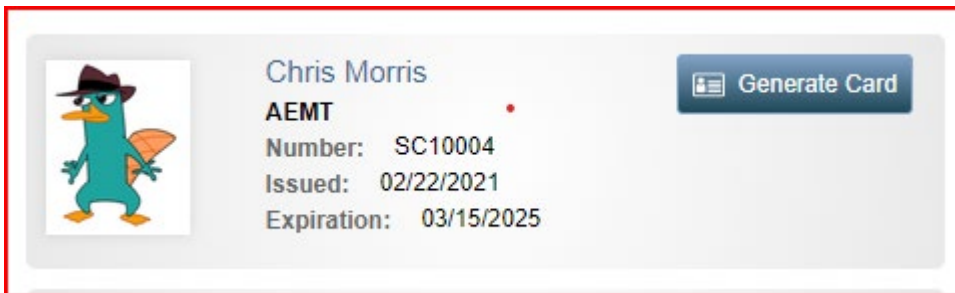 Chris Morris
AEMT
Number: SC10004
Issued: 02/22/2021
Expiration: 03/15/2025
Generate Card